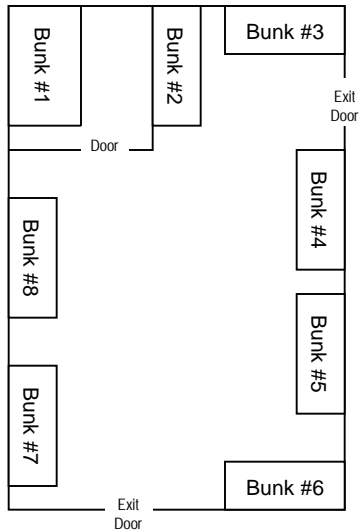 Bunk #1
Bunk #2
Bunk #3
Exit
Door
Door
Bunk #4
Bunk #8
Bunk #5
Bunk #7
Bunk #6
Exit
Door